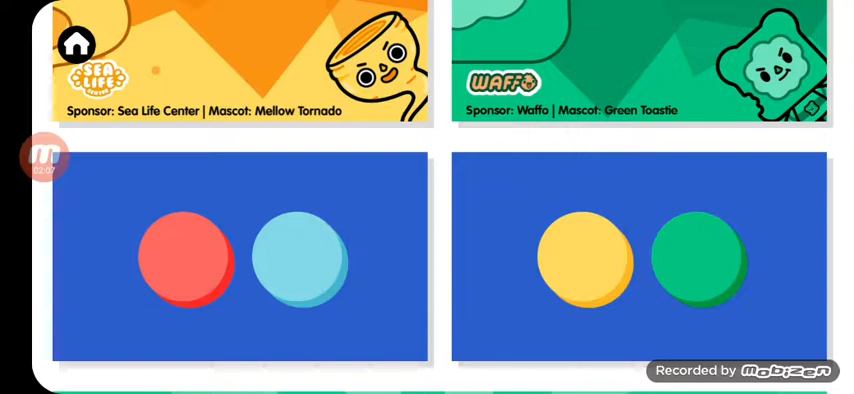 SEA
LIFE
CENTER
Sponsor: Sea Life Center | Mascot: Mellow Tornado
WAFFO
Sponsor: Waffo | Mascot: Green Toastie
02:07
Recorded by mobizen